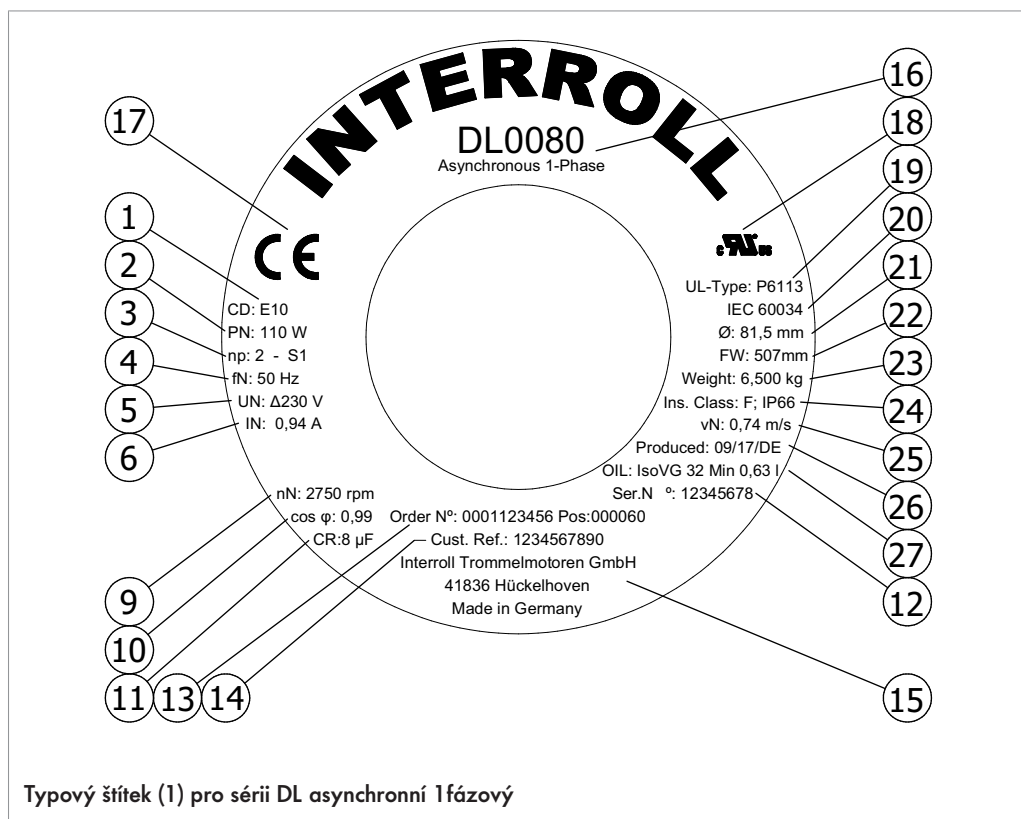 INTERROLL
DL0080
Asynchronous 1-Phase
16
17
18
19
1
20
2
21
3
22
4
23
5
24
6
25
26
27
9
12
10
11
13
14
15
CE
c RU us
CD: E10
PN: 110 W
np: 2 - S1
fN: 50 Hz
UN: Δ230 V
IN: 0,94 A
nN: 2750 rpm
cos φ: 0,99
CR:8 µF
UL-Type: P6113
IEC 60034
Ø: 81,5 mm
FW: 507mm
Weight: 6,500 kg
Ins. Class: F; IP66
vN: 0,74 m/s
Produced: 09/17/DE
OIL: IsoVG 32 Min 0,63 l
Ser.N º: 12345678
Order Nº: 0001123456 Pos:000060
Cust. Ref.: 1234567890
Interroll Trommelmotoren GmbH
41836 Hückelhoven
Made in Germany
Typový štítek (1) pro sérii DL asynchronní 1fázový